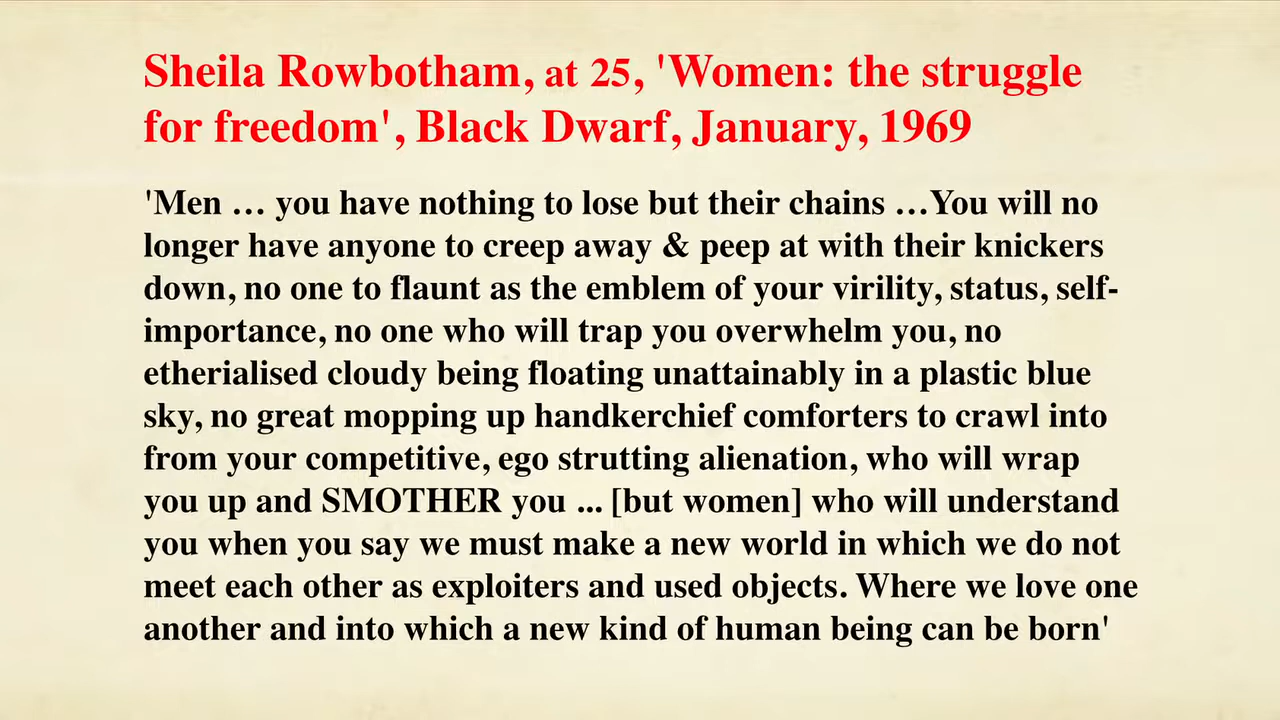 Sheila Rowbotham, at 25, 'Women: the struggle
for freedom', Black Dwarf, January, 1969
'Men … you have nothing to lose but their chains …You will no
longer have anyone to creep away & peep at with their knickers
down, no one to flaunt as the emblem of your virility, status, self-
importance, no one who will trap you overwhelm you, no
etherialised cloudy being floating unattainably in a plastic blue
sky, no great mopping up handkerchief comforters to crawl into
from your competitive, ego strutting alienation, who will wrap
you up and SMOTHER you ... [but women] who will understand
you when you say we must make a new world in which we do not
meet each other as exploiters and used objects. Where we love one
another and into which a new kind of human being can be born'